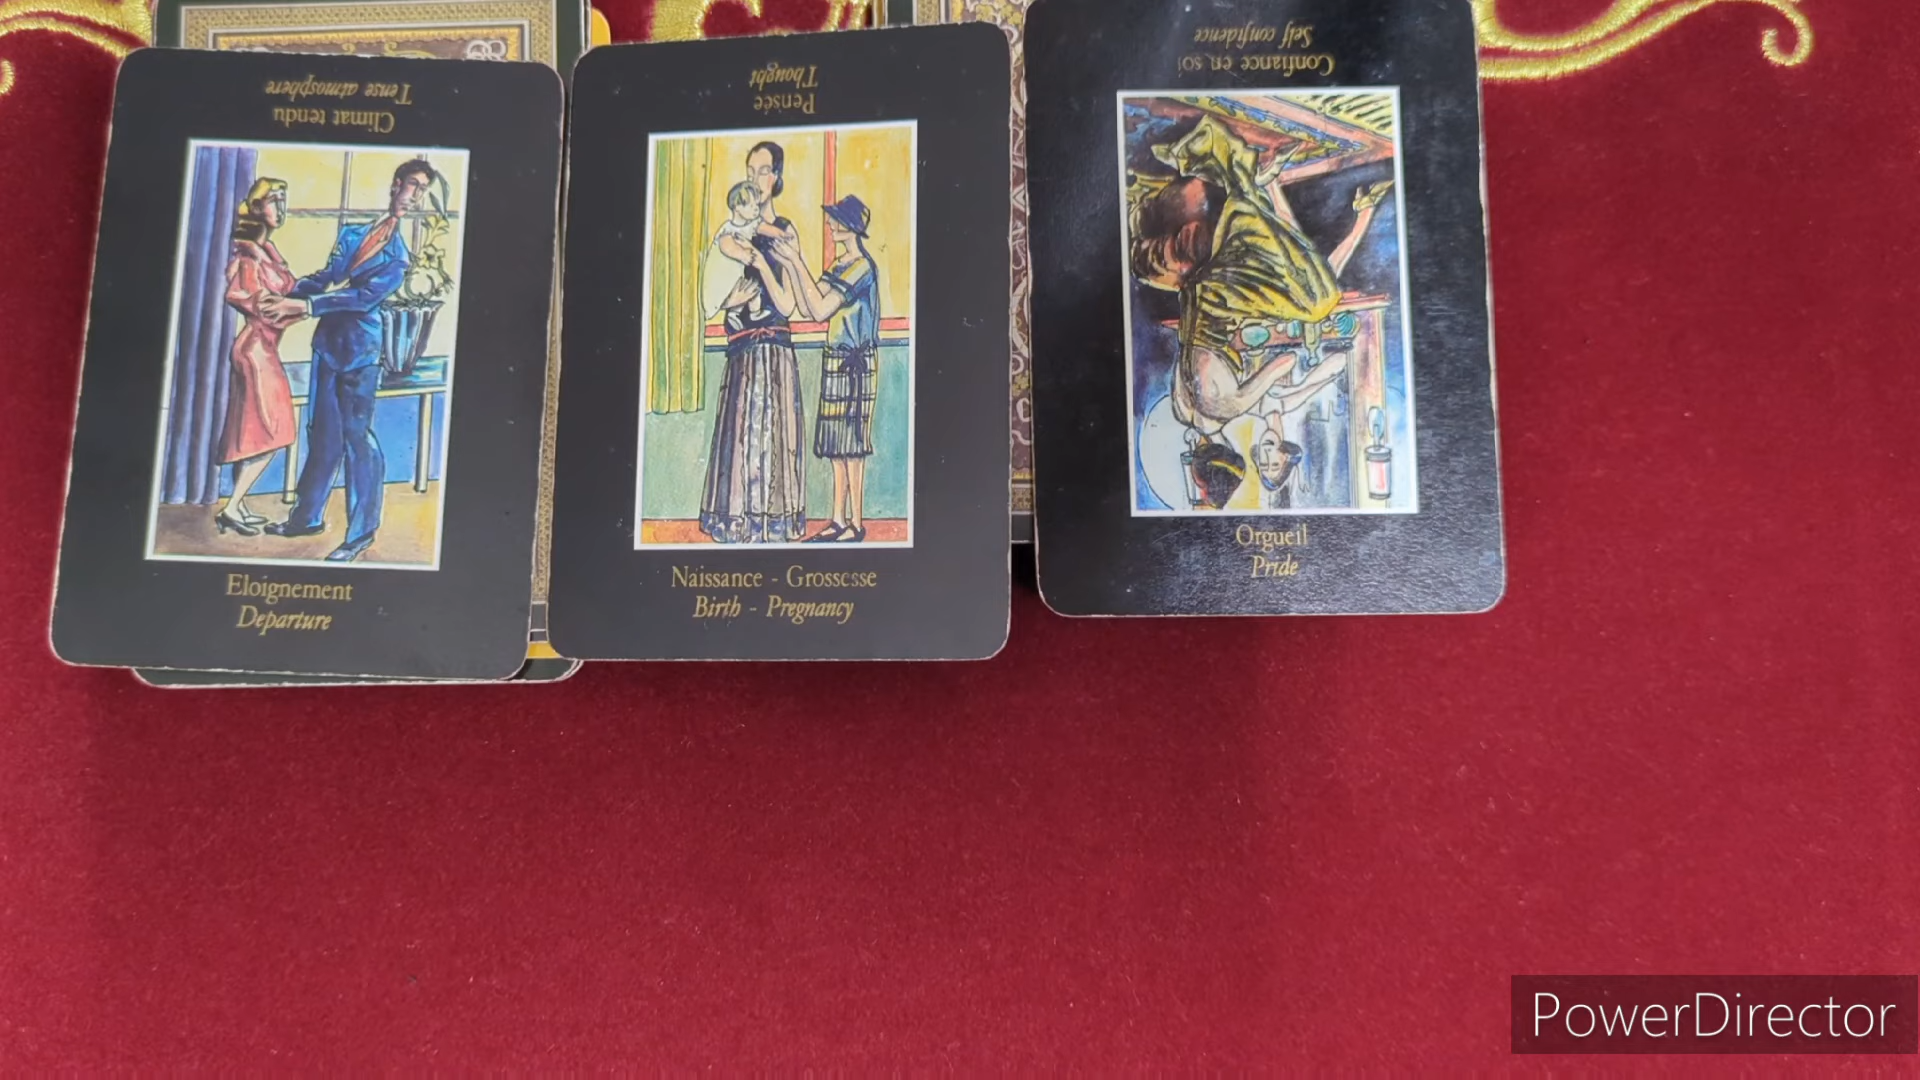 Climat tendu
Tense atmosphere
Eloignement
Departure
Pensée
Thought
Naissance - Grossesse
Birth - Pregnancy
Confiance en soi
Self confidence
Orgueil
Pride
PowerDirector